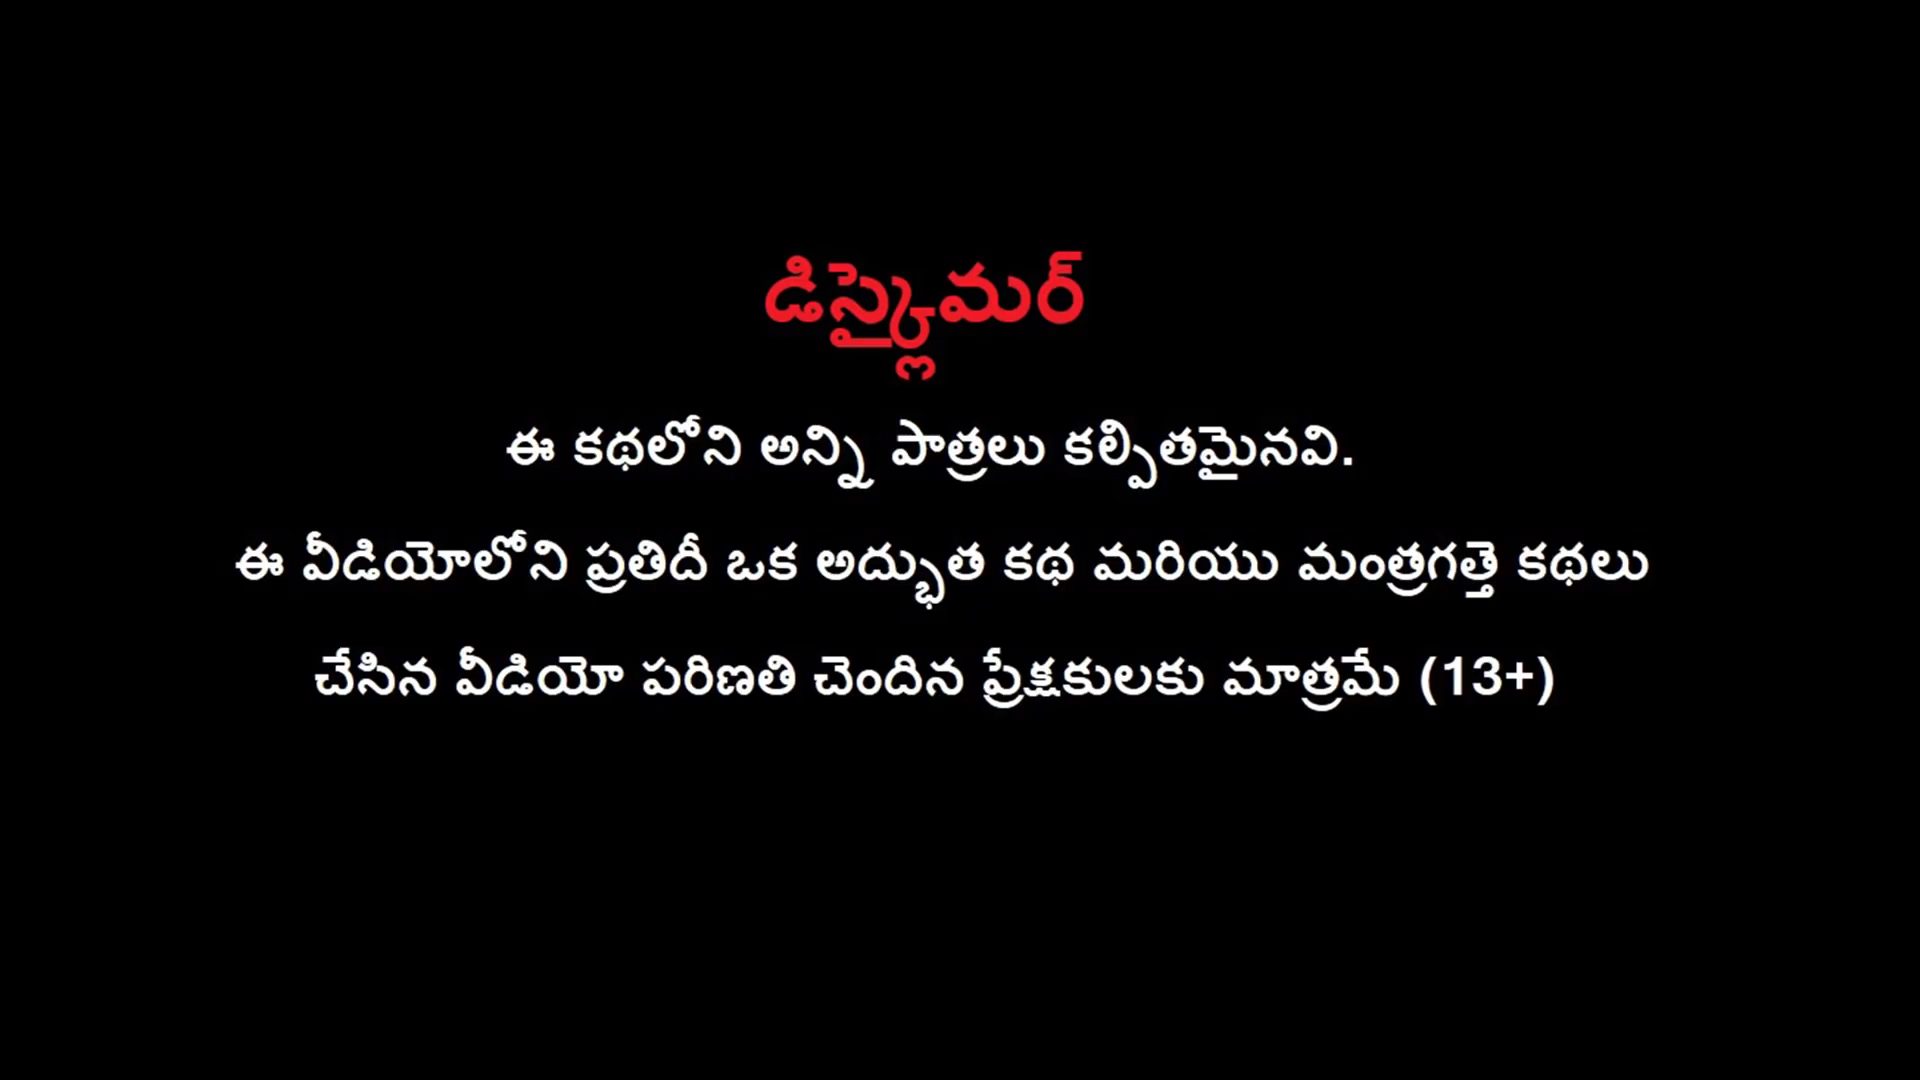 డిస్క్లైమర్
ఈ కథలోని అన్ని పాత్రలు కల్పితమైనవి.
ఈ వీడియోలోని ప్రతిదీ ఒక అద్భుత కథ మరియు మంత్రగత్తె కథలు
చేసిన వీడియో పరిణతి చెందిన ప్రేక్షకులకు మాత్రమే (13+)